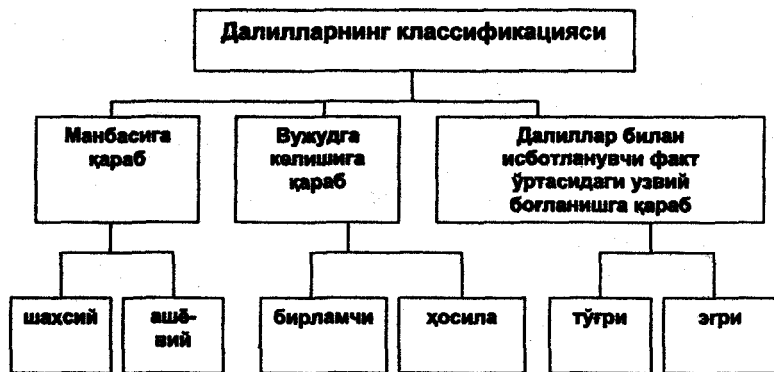 Далилларнинг классификацияси
Манбасига
қараб
Вужудга
келишига
қараб
Далиллар билан
исботланувчи факт
ўртасидаги узвий
боғланишга қараб
шахсий
ашё-
вий
бирламчи
ҳосила
тўғри
эгри